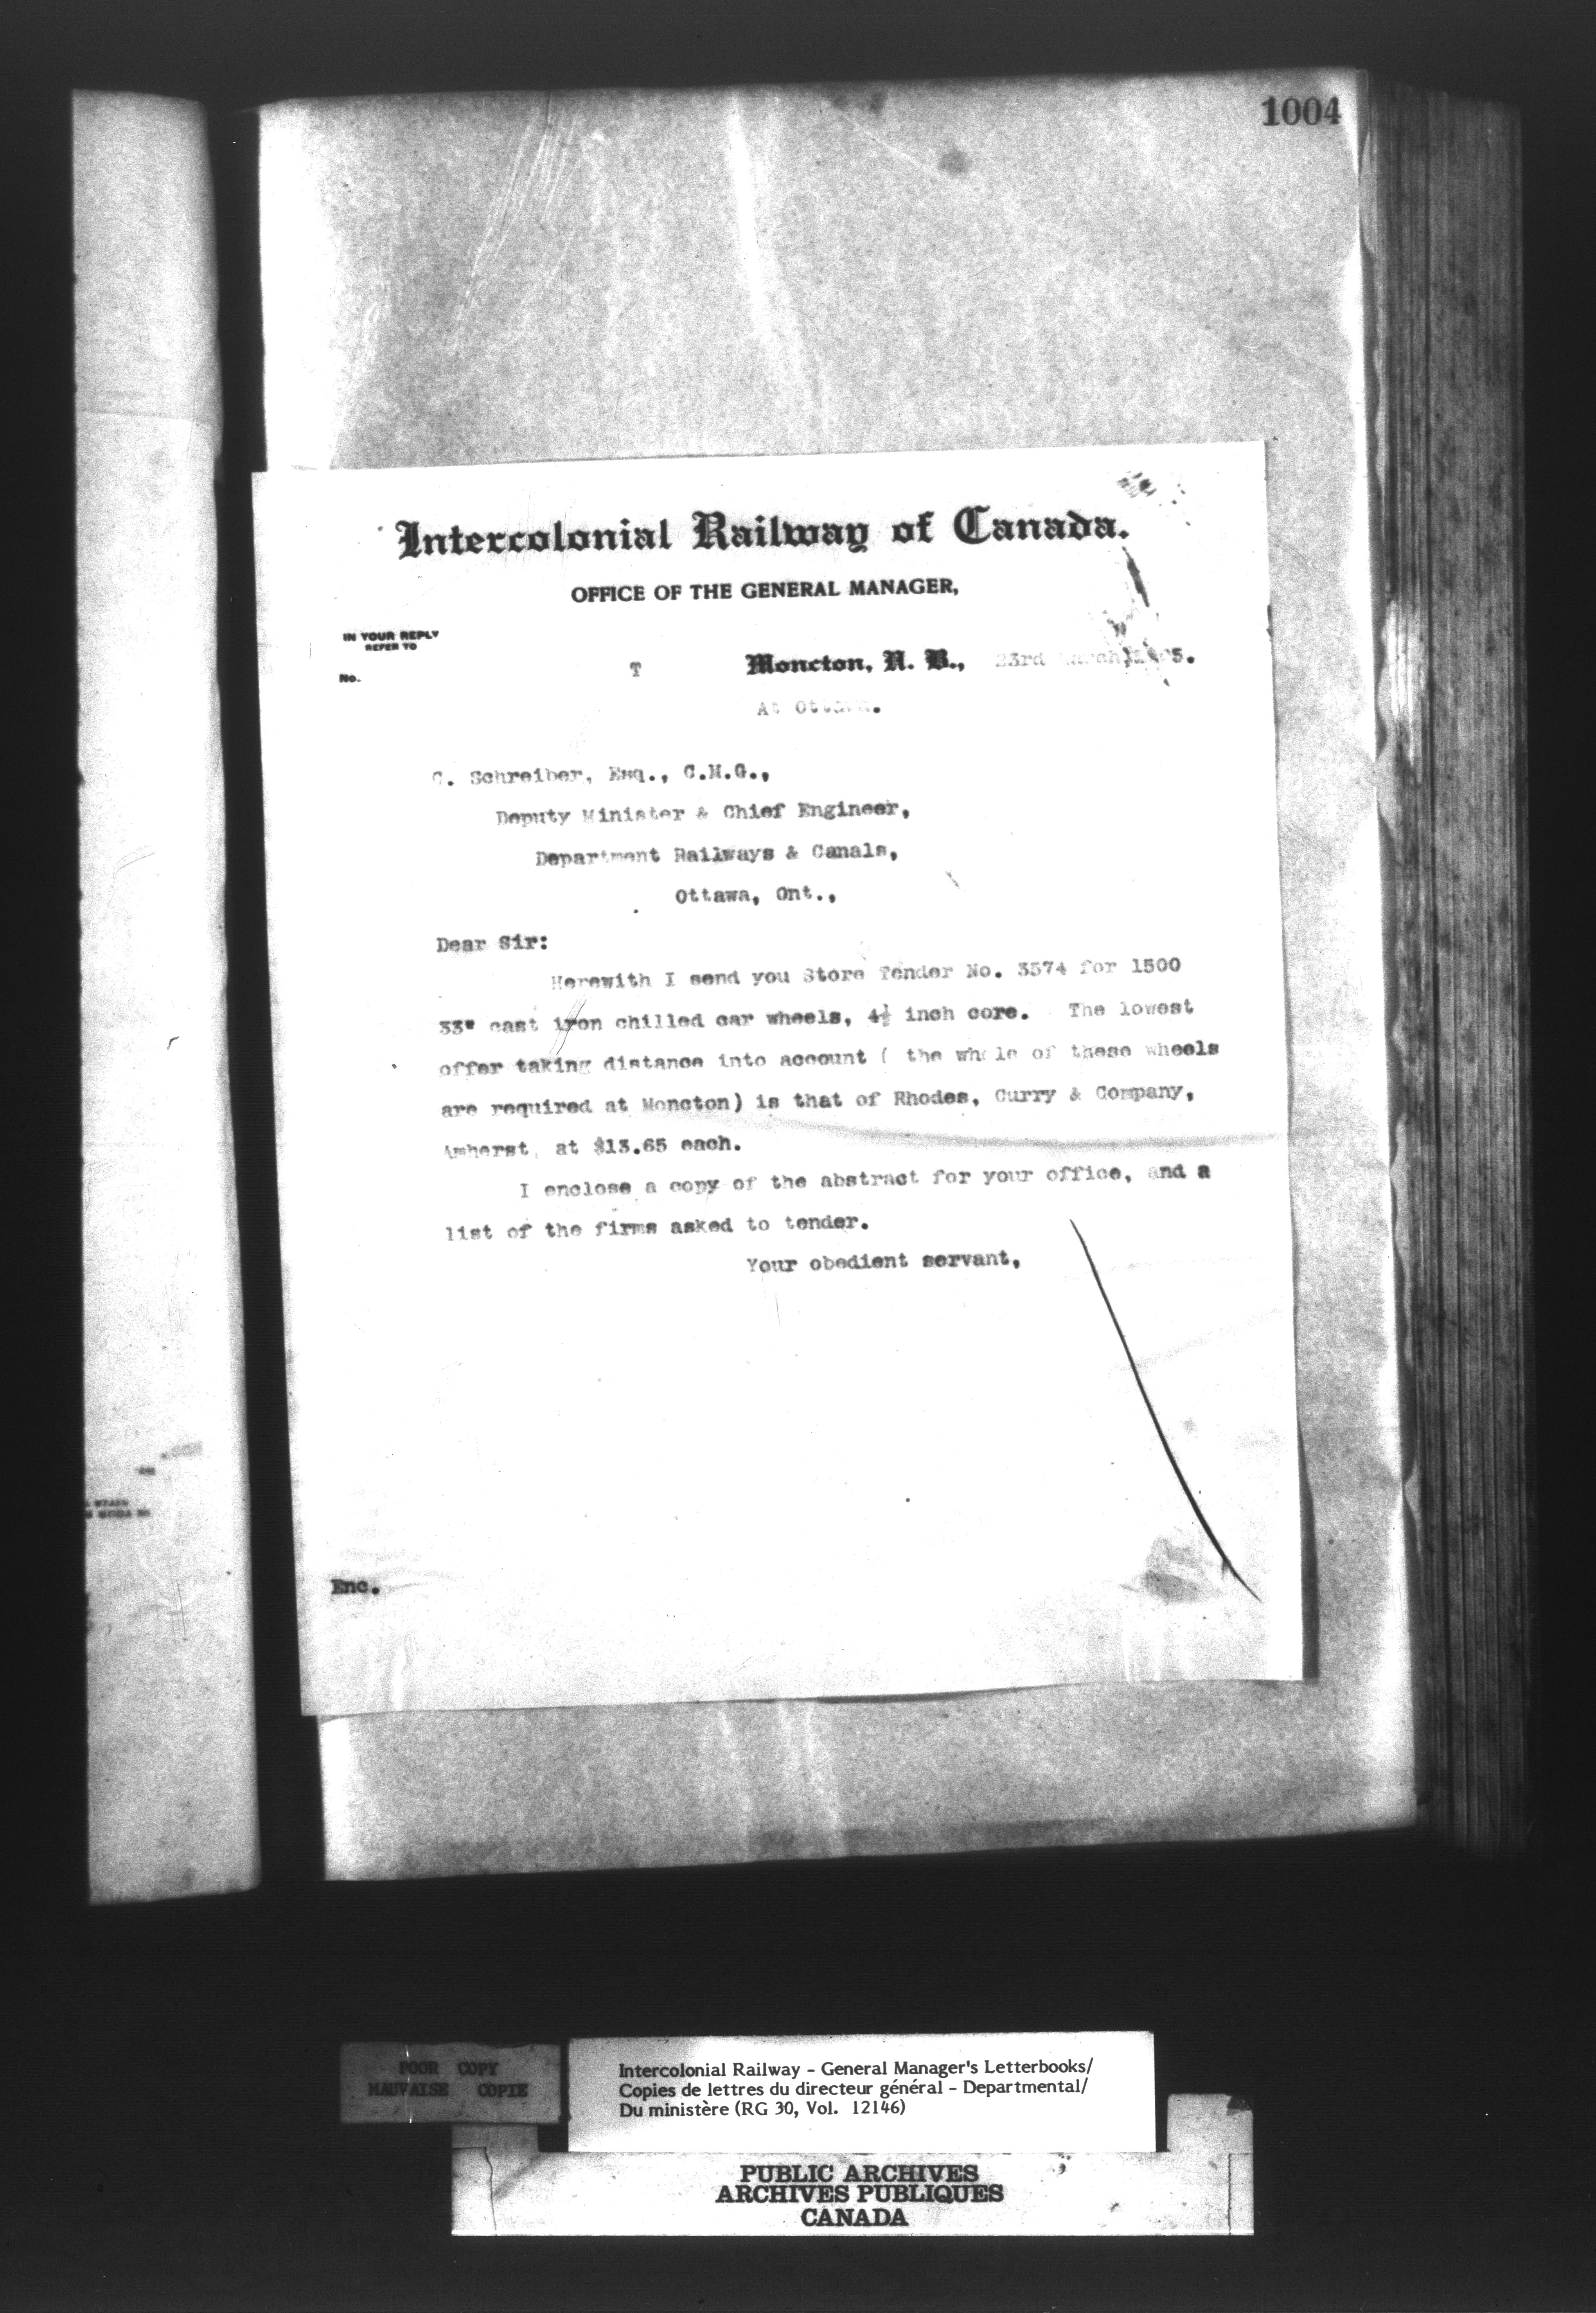 1004
Intercolonial Railway of Canada.
OFFICE OF THE GENERAL MANAGER,
IN YOUR REPLY
REFER TO
No.
T
Moncton, N. B., 23rd March,
At Ottawa.
C. Schreiber, Esq., C.M.G.,
Deputy Minister & Chief Engineer,
Department Railways & Canals,
Ottawa, Ont.,
Dear Sir:
Herewith I send you Store Tender No. 3574 for 1500
33" cast iron chilled car wheels, 4½ inch core. The lowest
offer taking distance into account ( the whole of these wheels
are required at Moncton) is that of Rhodes, Curry & Company,
Amherst, at $13.65 each.
I enclose a copy of the abstract for your office, and a
list of the firms asked to tender.
Your obedient servant,
Enc.
POOR COPY
MAUVAISE COPIE
Intercolonial Railway - General Manager's Letterbooks/
Copies de lettres du directeur général - Departmental/
Du ministère (RG 30, Vol. 12146)
PUBLIC ARCHIVES
ARCHIVES PUBLIQUES
CANADA